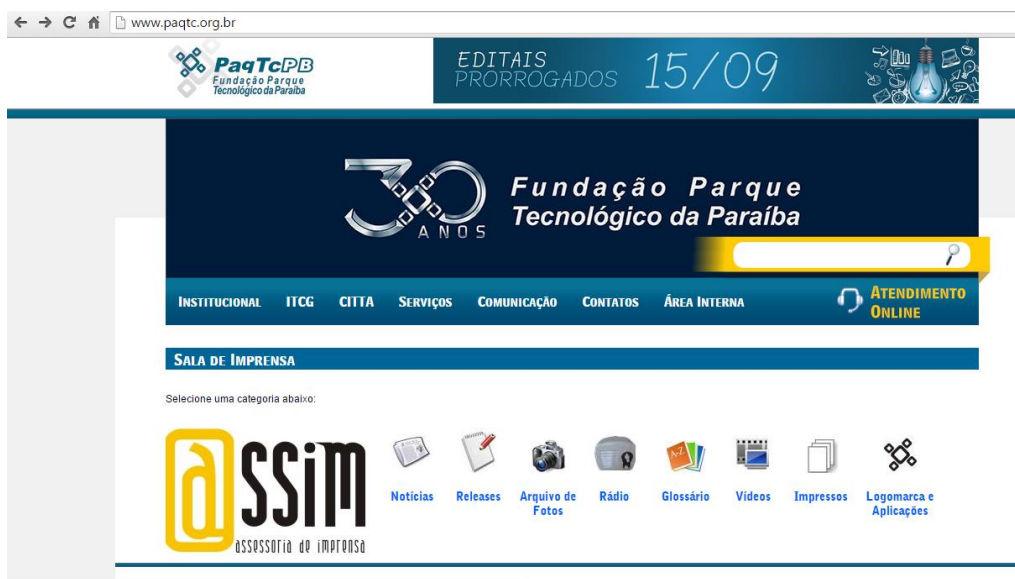 www.paqtc.org.br
PaqTcPB
Fundação Parque
Tecnológico da Paraíba
EDITAIS
PRORROGADOS 15/09
30
ANOS
Fundação Parque
Tecnológico da Paraíba
INSTITUCIONAL ITCG CITTA SERVIÇOS COMUNICAÇÃO CONTATOS ÁREA INTERNA
ATENDIMENTO
ONLINE
SALA DE IMPRENSA
Selecione uma categoria abaixo:
@ssim
assessoria de imprensa
Notícias Releases Arquivo de Fotos Rádio Glossário Vídeos Impressos Logomarca e Aplicações
A-Z